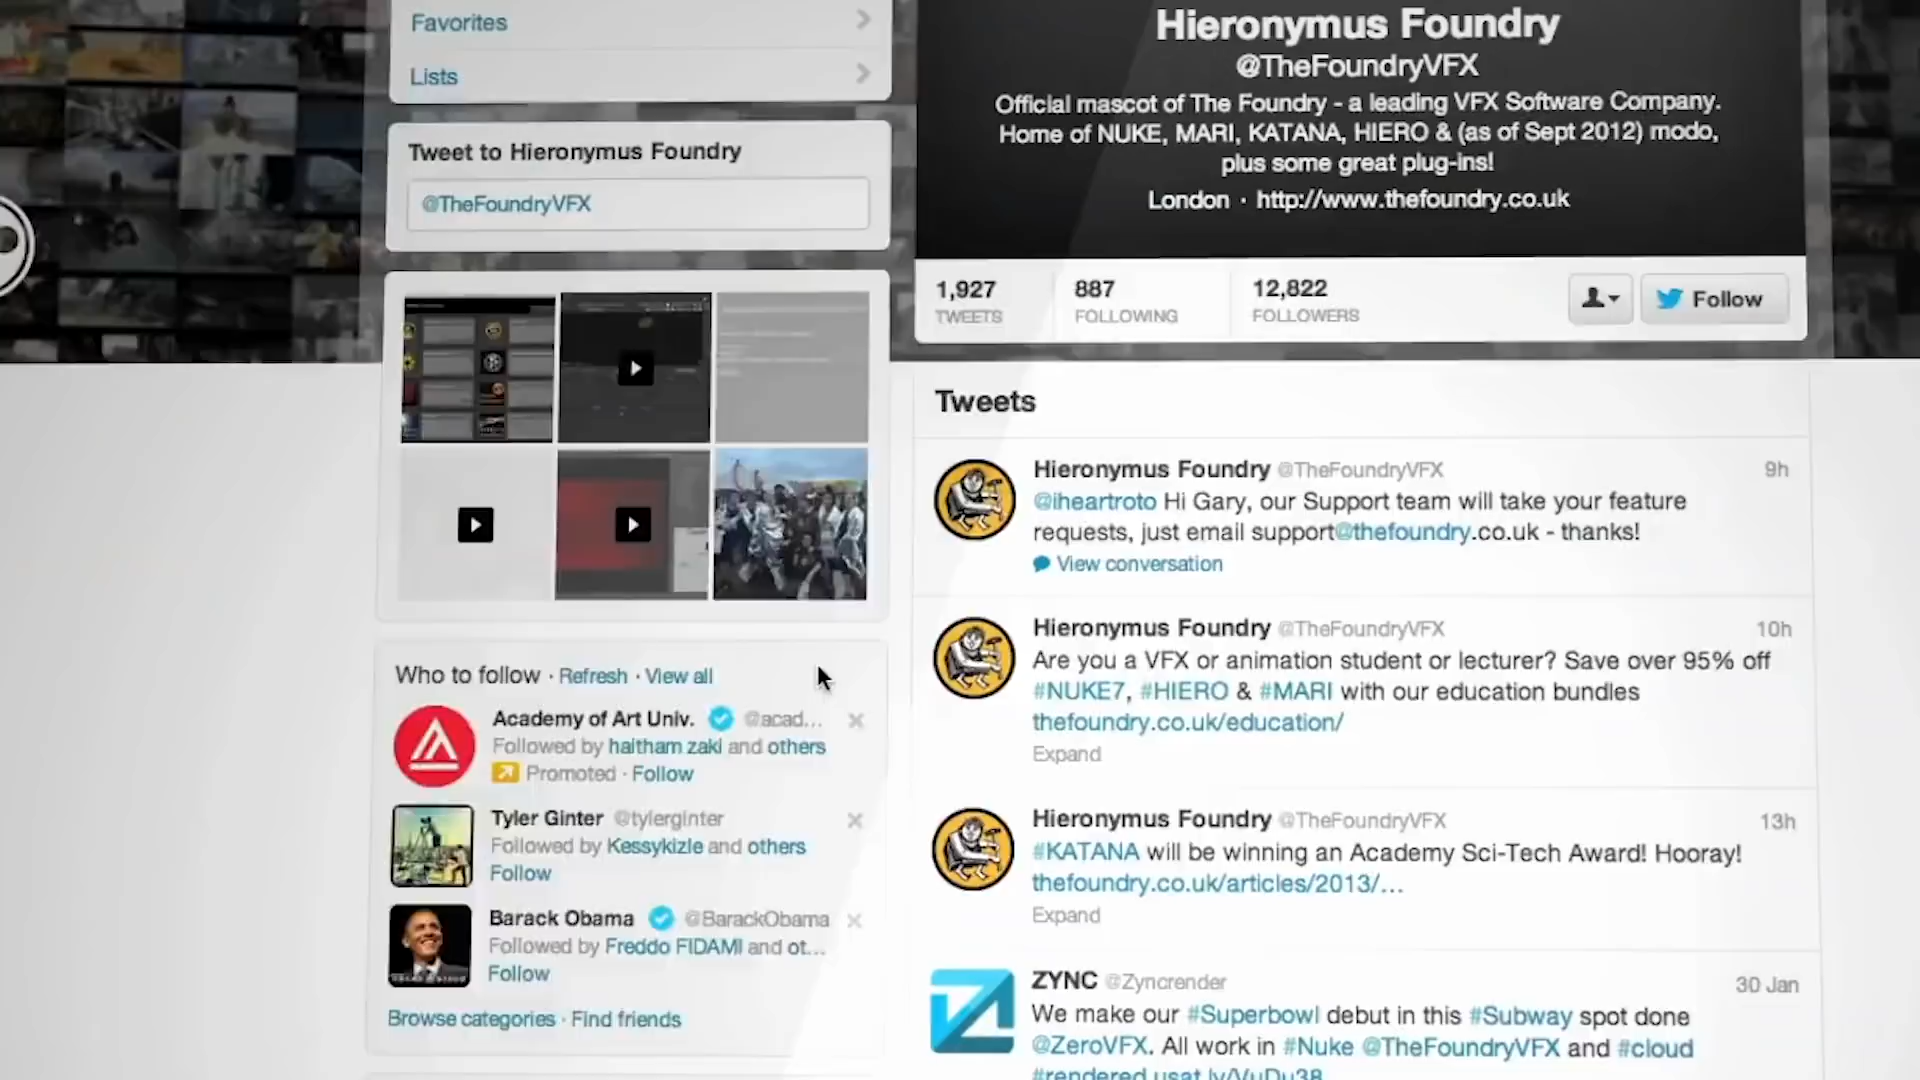 Favorites
Lists
Tweet to Hieronymus Foundry
@TheFoundryVFX
Who to follow · Refresh · View all
Academy of Art Univ. @acad...
Followed by haitham zaki and others
Promoted · Follow
Tyler Ginter @tylerginter
Followed by Kessykizle and others
Follow
Barack Obama @BarackObama
Followed by Freddo FIDAMI and ot...
Follow
Browse categories · Find friends
Hieronymus Foundry
@TheFoundryVFX
Official mascot of The Foundry - a leading VFX Software Company.
Home of NUKE, MARI, KATANA, HIERO & (as of Sept 2012) modo,
plus some great plug-ins!
London · http://www.thefoundry.co.uk
1,927 887 12,822
TWEETS FOLLOWING FOLLOWERS
Follow
Tweets
Hieronymus Foundry @TheFoundryVFX 9h
@iheartroto Hi Gary, our Support team will take your feature
requests, just email support@thefoundry.co.uk - thanks!
View conversation
Hieronymus Foundry @TheFoundryVFX 10h
Are you a VFX or animation student or lecturer? Save over 95% off
#NUKE7, #HIERO & #MARI with our education bundles
thefoundry.co.uk/education/
Expand
Hieronymus Foundry @TheFoundryVFX 13h
#KATANA will be winning an Academy Sci-Tech Award! Hooray!
thefoundry.co.uk/articles/2013/...
Expand
ZYNC @Zyncrender 30 Jan
We make our #Superbowl debut in this #Subway spot done
@ZeroVFX. All work in #Nuke @TheFoundryVFX and #cloud
#rendered usat.ly/VuDu38